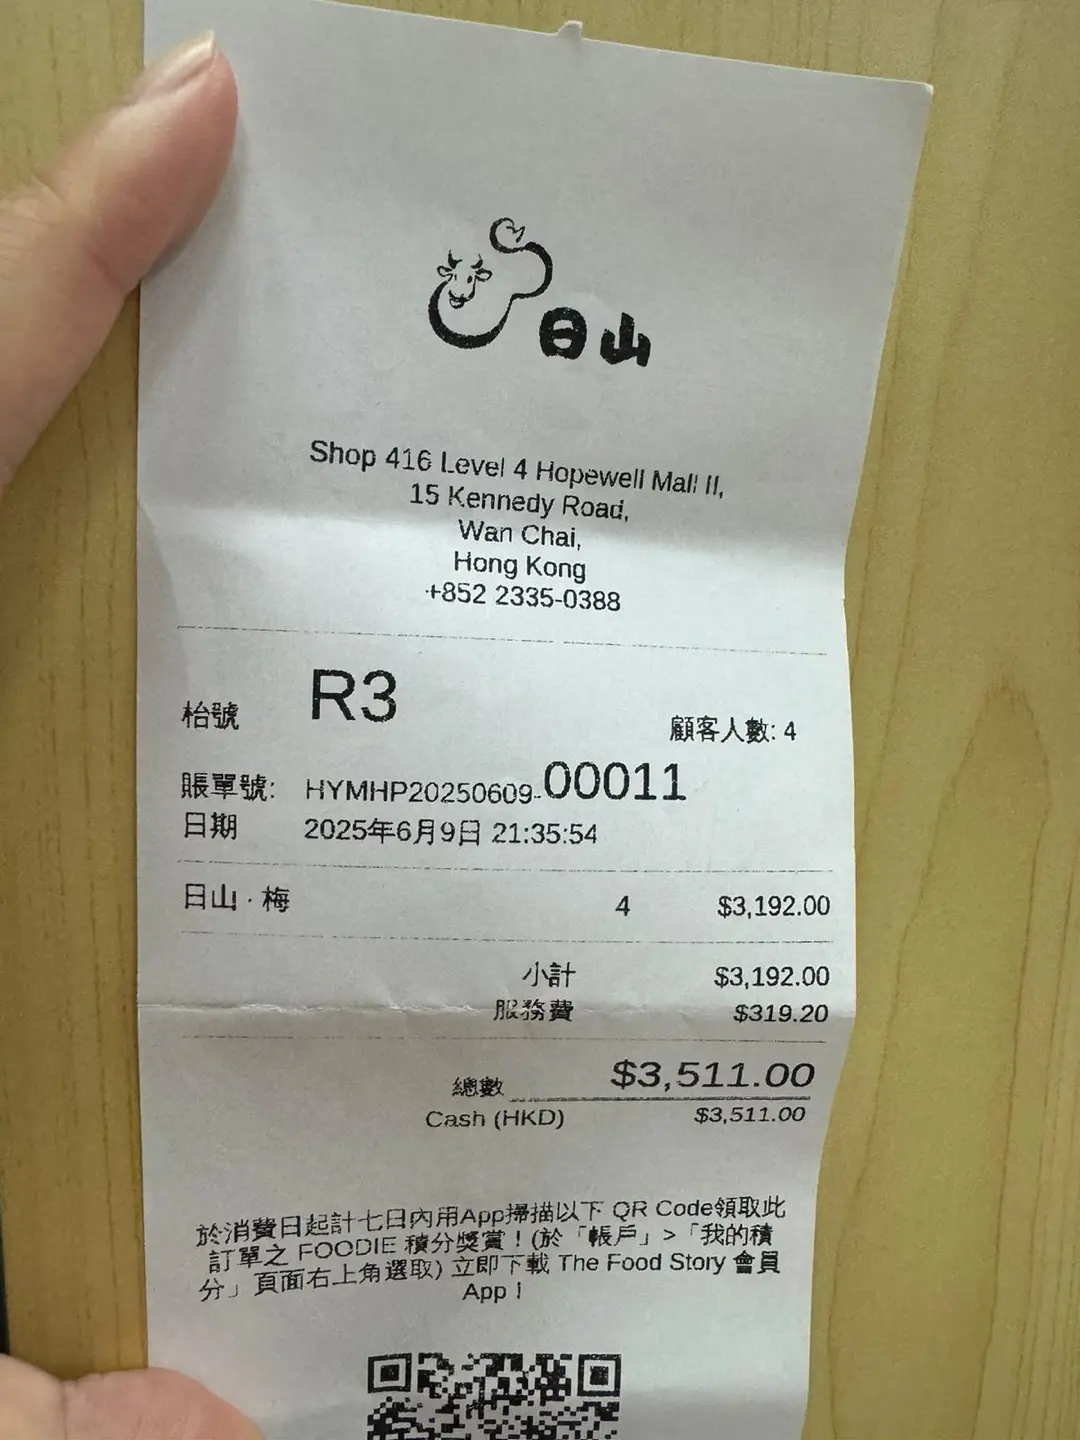 日山
Shop 416 Level 4 Hopewell Mall II,
15 Kennedy Road,
Wan Chai,
Hong Kong
+852 2335-0388
枱號 R3 顧客人數: 4
賬單號: HYMHP20250609-00011
日期 2025年6月9日 21:35:54
日山 · 梅 4 $3,192.00
小計 $3,192.00
服務費 $319.20
總數 $3,511.00
Cash (HKD) $3,511.00
於消費日起計七日內用App掃描以下 QR Code領取此
訂單之 FOODIE 積分獎賞！(於「帳戶」>「我的積
分」頁面右上角選取) 立即下載 The Food Story 會員
App！